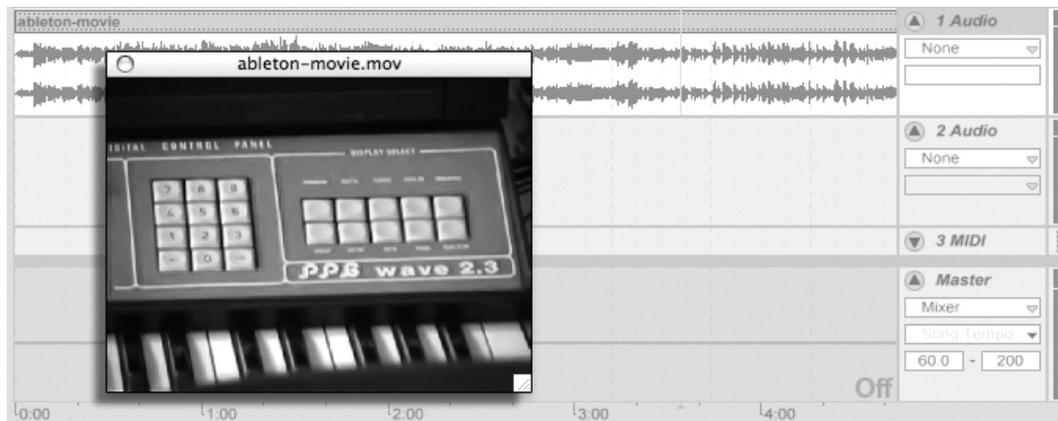 ableton-movie
1 Audio
None
ableton-movie.mov
DIGITAL CONTROL PANEL
DISPLAY SELECT
2 Audio
None
7 8 9
4 5 6
1 2 3
0
PPG wave 2.3
3 MIDI
Master
Mixer
Song Tempo
60.0 - 200
Off
0:00 1:00 2:00 3:00 4:00